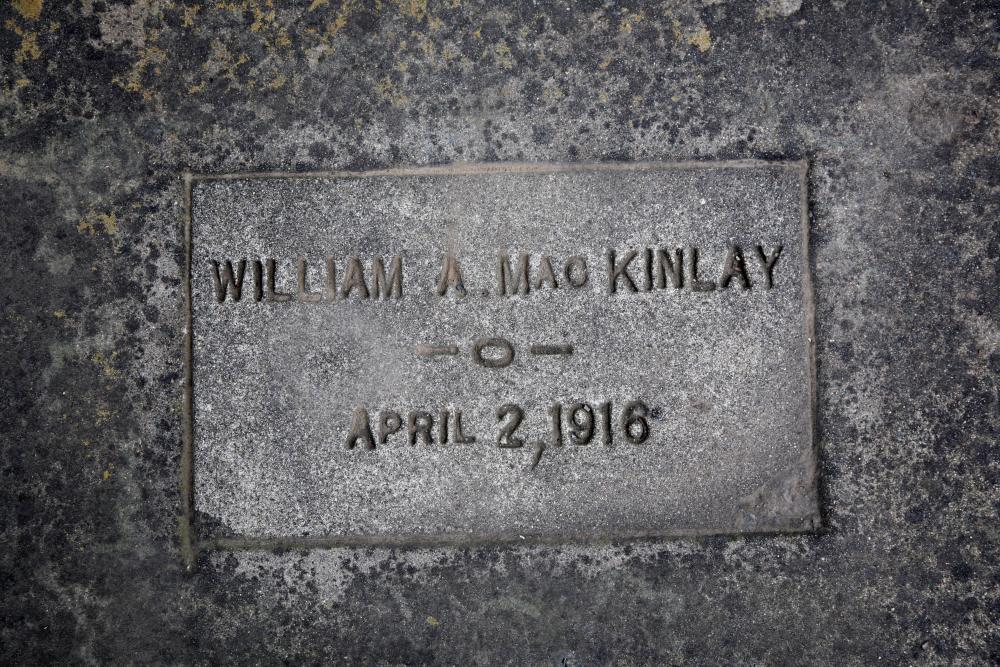 WILLIAM A. MAC KINLAY
-O-
APRIL 2, 1916